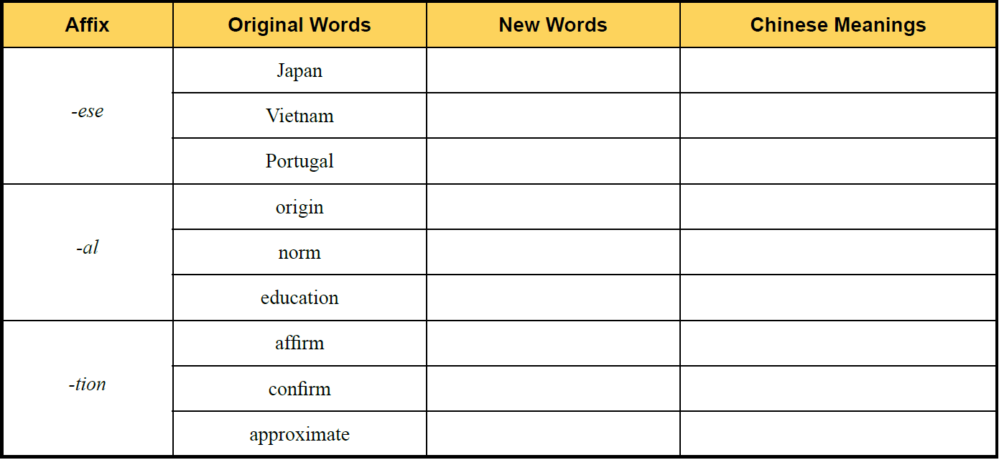 Affix Original Words New Words Chinese Meanings
-ese
Japan
Vietnam
Portugal
-al
origin
norm
education
-tion
affirm
confirm
approximate